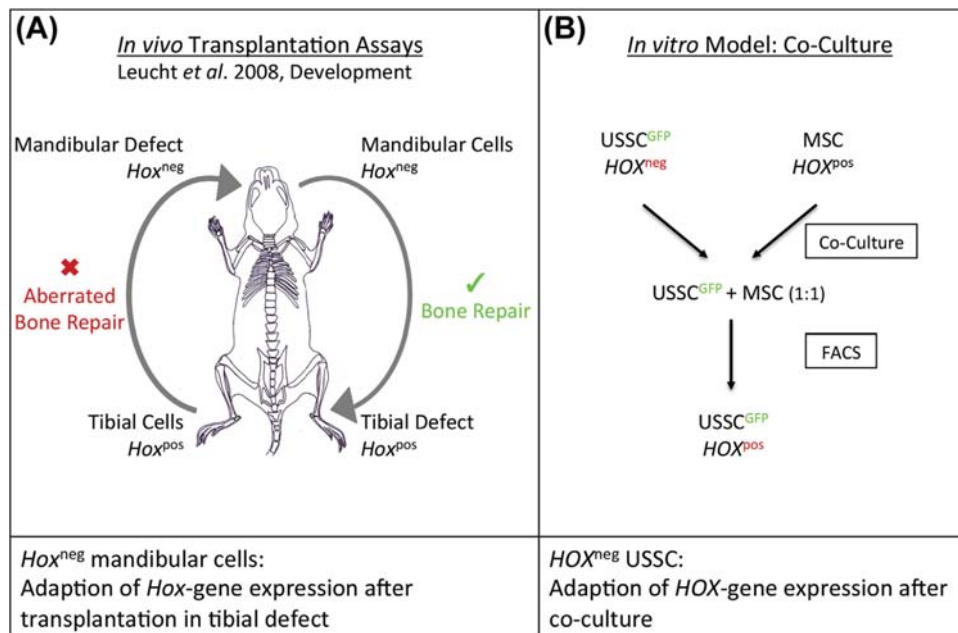 (A)
In vivo Transplantation Assays
Leucht et al. 2008, Development
Mandibular Defect
Hoxneg
Mandibular Cells
Hoxneg
✖
Aberrated
Bone Repair
✓
Bone Repair
Tibial Cells
Hoxpos
Tibial Defect
Hoxpos
Hoxneg mandibular cells:
Adaption of Hox-gene expression after
transplantation in tibial defect
(B)
In vitro Model: Co-Culture
USSCGFP
HOXneg
MSC
HOXpos
Co-Culture
USSCGFP + MSC (1:1)
FACS
USSCGFP
HOXpos
HOXneg USSC:
Adaption of HOX-gene expression after
co-culture